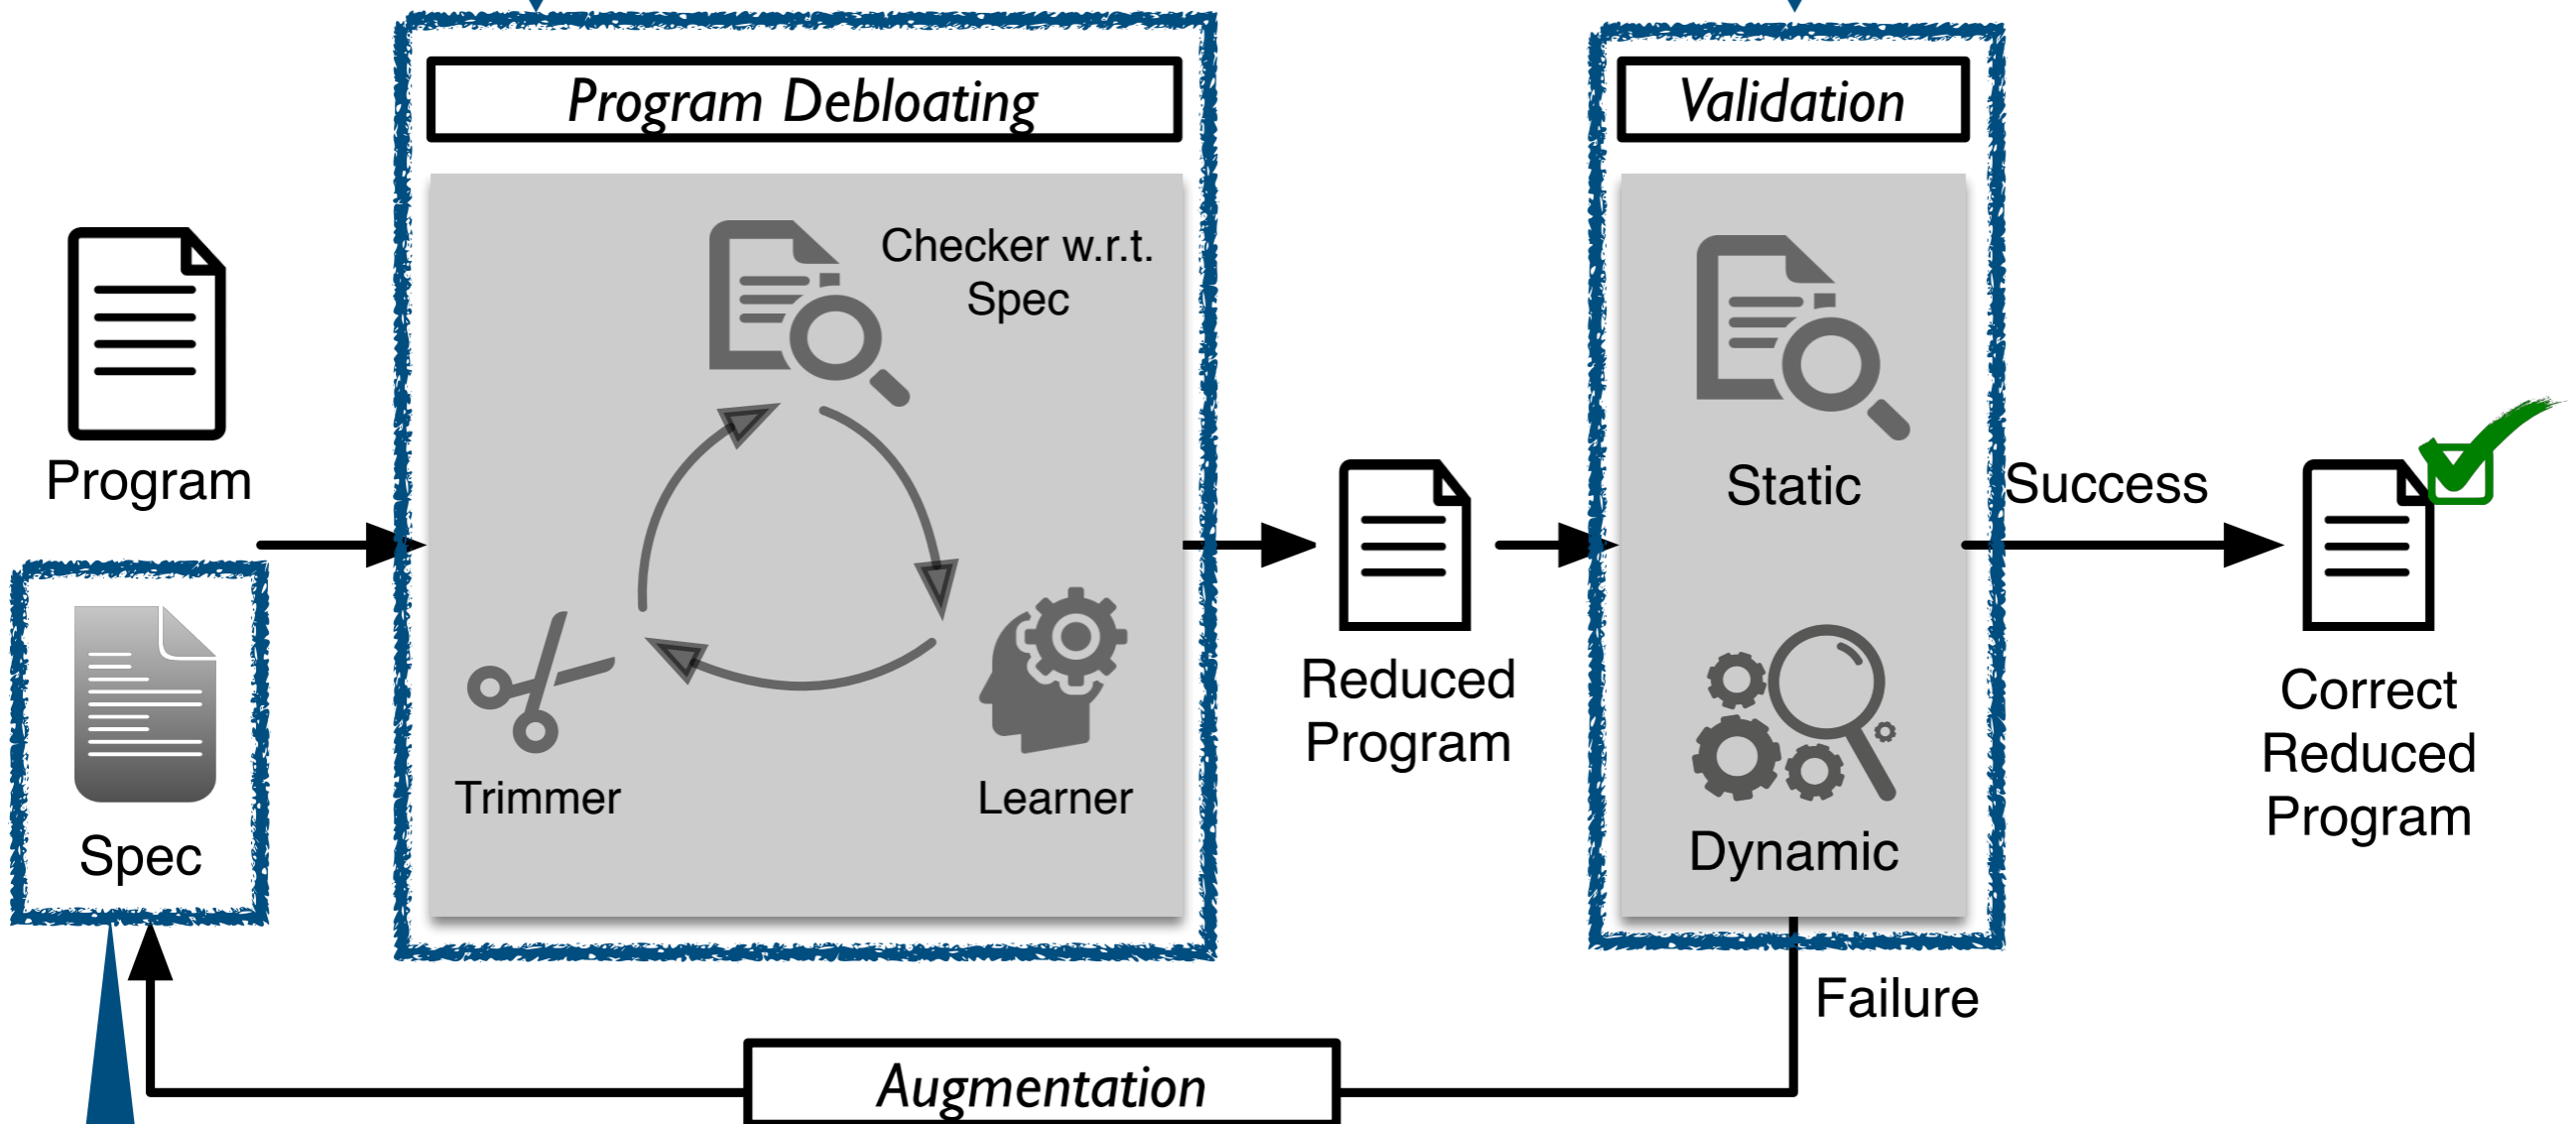 Program Debloating
Validation
Checker w.r.t.
Spec
Program
Static
Success
Reduced
Program
Correct
Reduced
Program
Trimmer
Learner
Spec
Dynamic
Failure
Augmentation